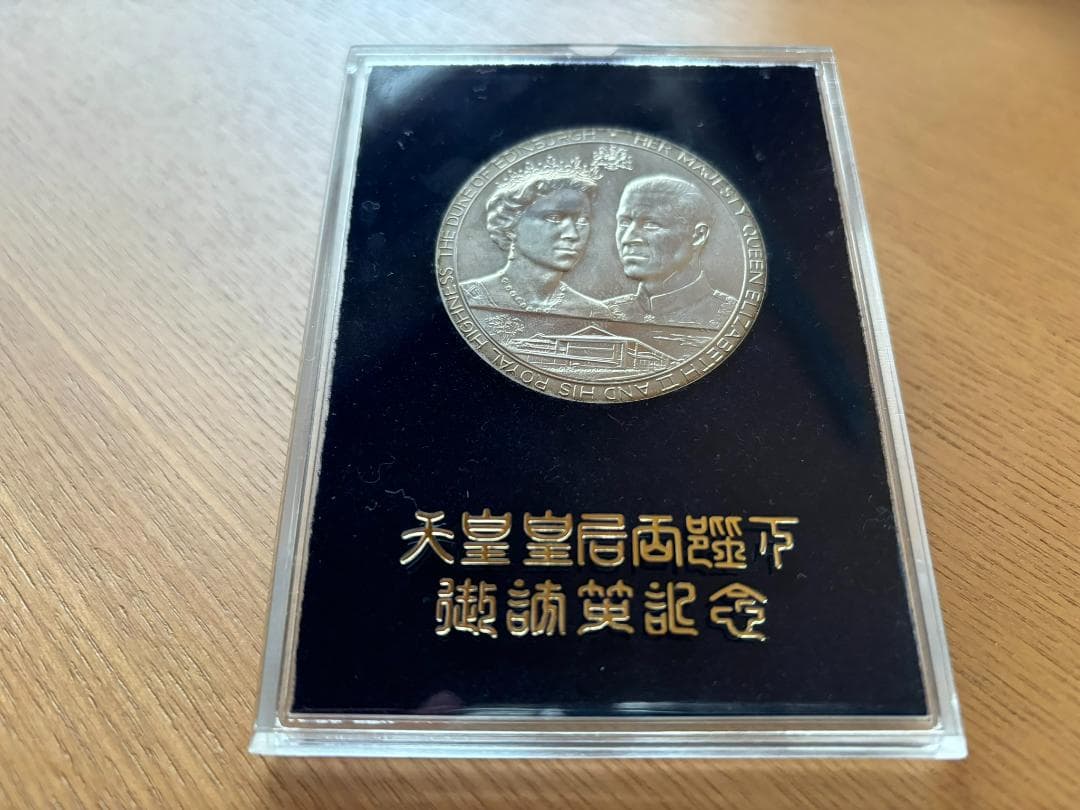 HER MAJESTY QUEEN ELIZABETH II AND HIS ROYAL HIGHNESS THE DUKE OF EDINBURGH •
天皇皇后両陛下
御訪英記念